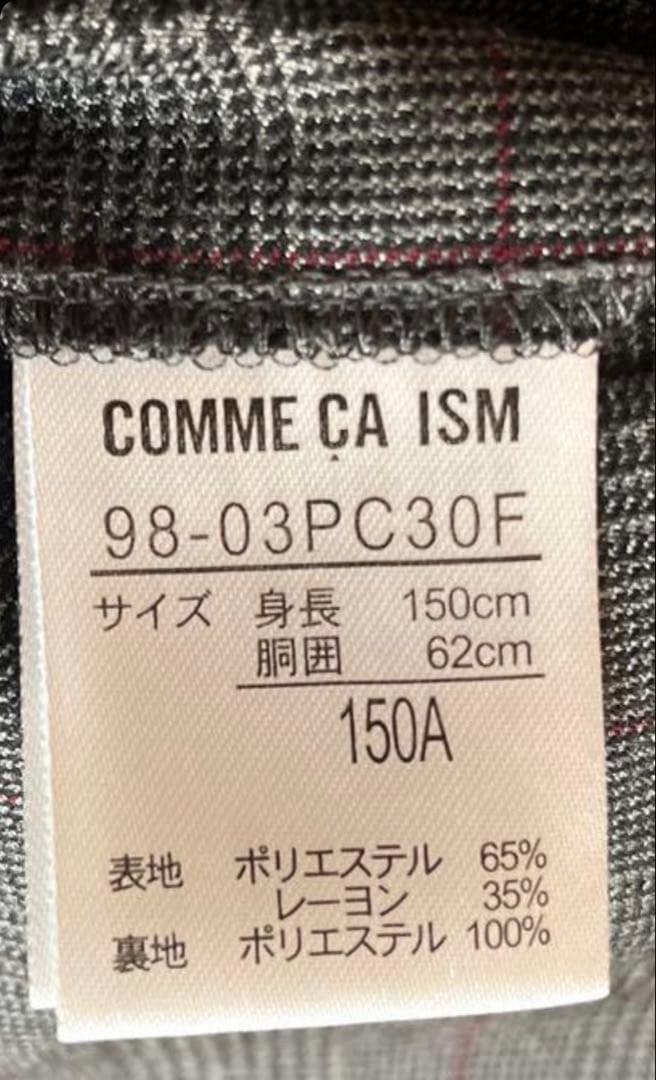 COMME ÇA ISM
98-03PC30F
サイズ 身長 150cm
胴囲 62cm
150A
表地 ポリエステル 65%
レーヨン 35%
裏地 ポリエステル 100%